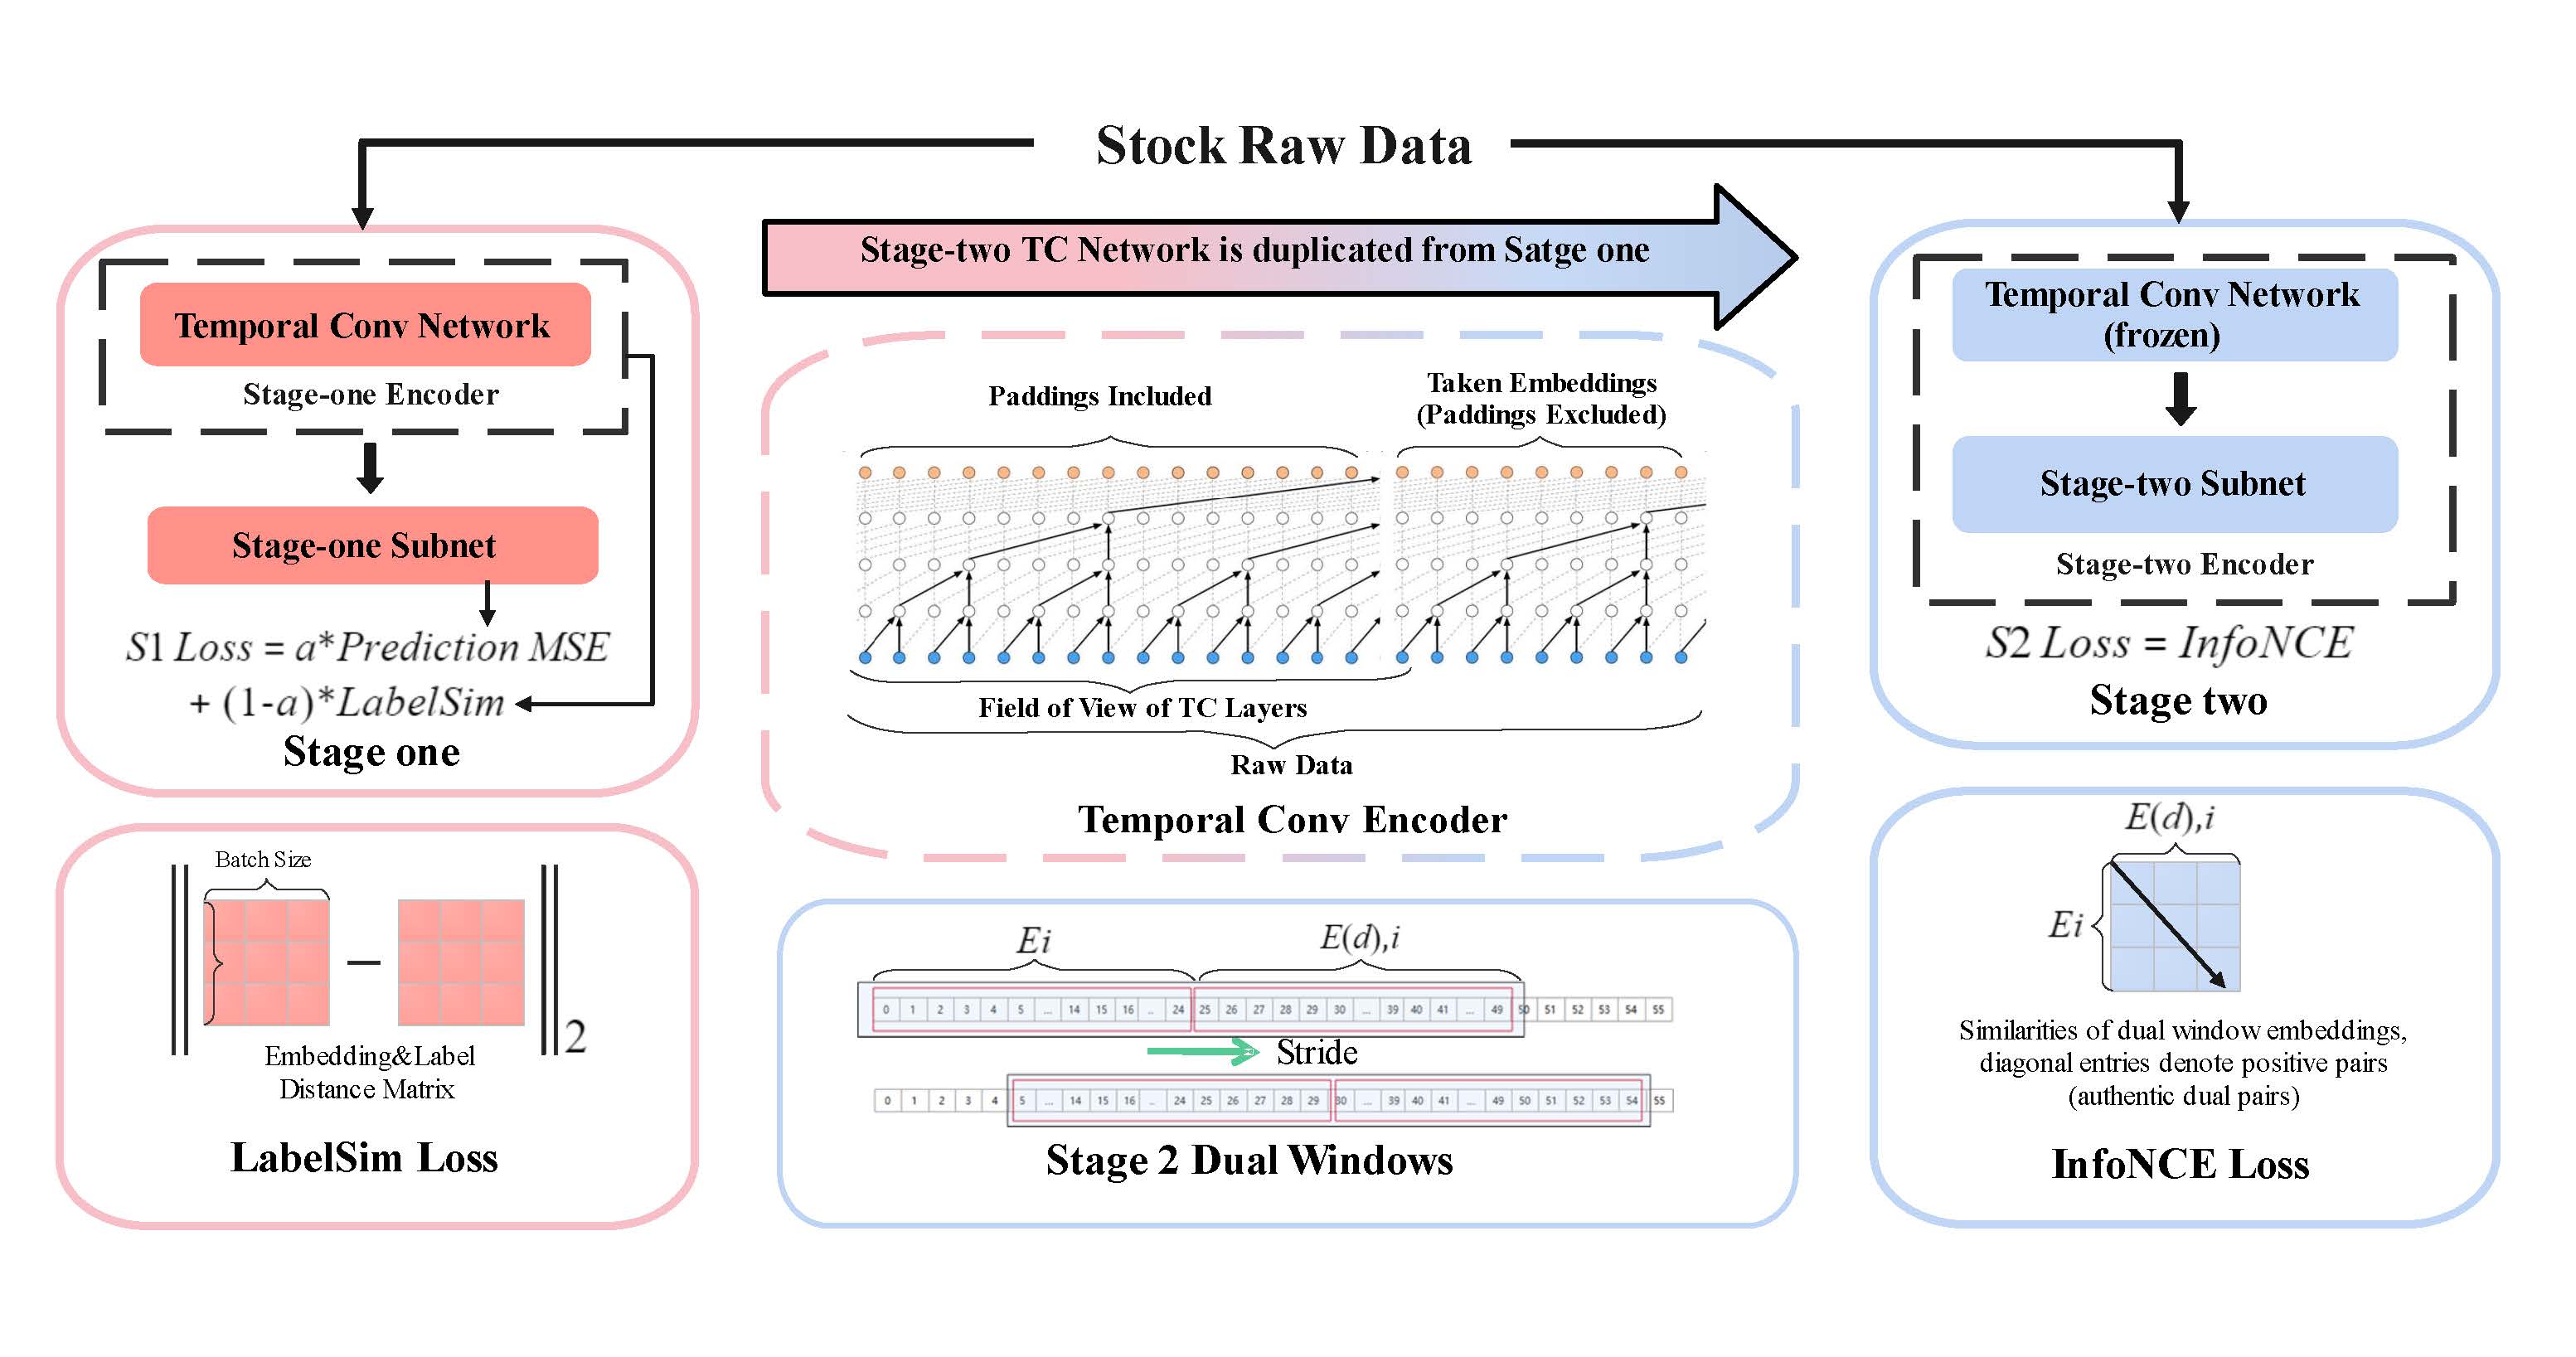 Stock Raw Data
Stage-two TC Network is duplicated from Satge one
Temporal Conv Network
Stage-one Encoder
Stage-one Subnet
S1 Loss = a*Prediction MSE
+ (1-a)*LabelSim
Stage one
Batch Size
2
Embedding&Label
Distance Matrix
LabelSim Loss
Paddings Included
Taken Embeddings
(Paddings Excluded)
Field of View of TC Layers
Raw Data
Temporal Conv Encoder
Ei
E(d),i
0 1 2 3 4 5 ... 14 15 16 .. 24 25 26 27 28 29 30 ... 39 40 41 ... 49 50 51 52 53 54 55
Stride
0 1 2 3 4 5 ... 14 15 16 .. 24 25 26 27 28 29 30 ... 39 40 41 ... 49 50 51 52 53 54 55
Stage 2 Dual Windows
Temporal Conv Network
(frozen)
Stage-two Subnet
Stage-two Encoder
S2 Loss = InfoNCE
Stage two
E(d),i
Ei
Similarities of dual window embeddings,
diagonal entries denote positive pairs
(authentic dual pairs)
InfoNCE Loss